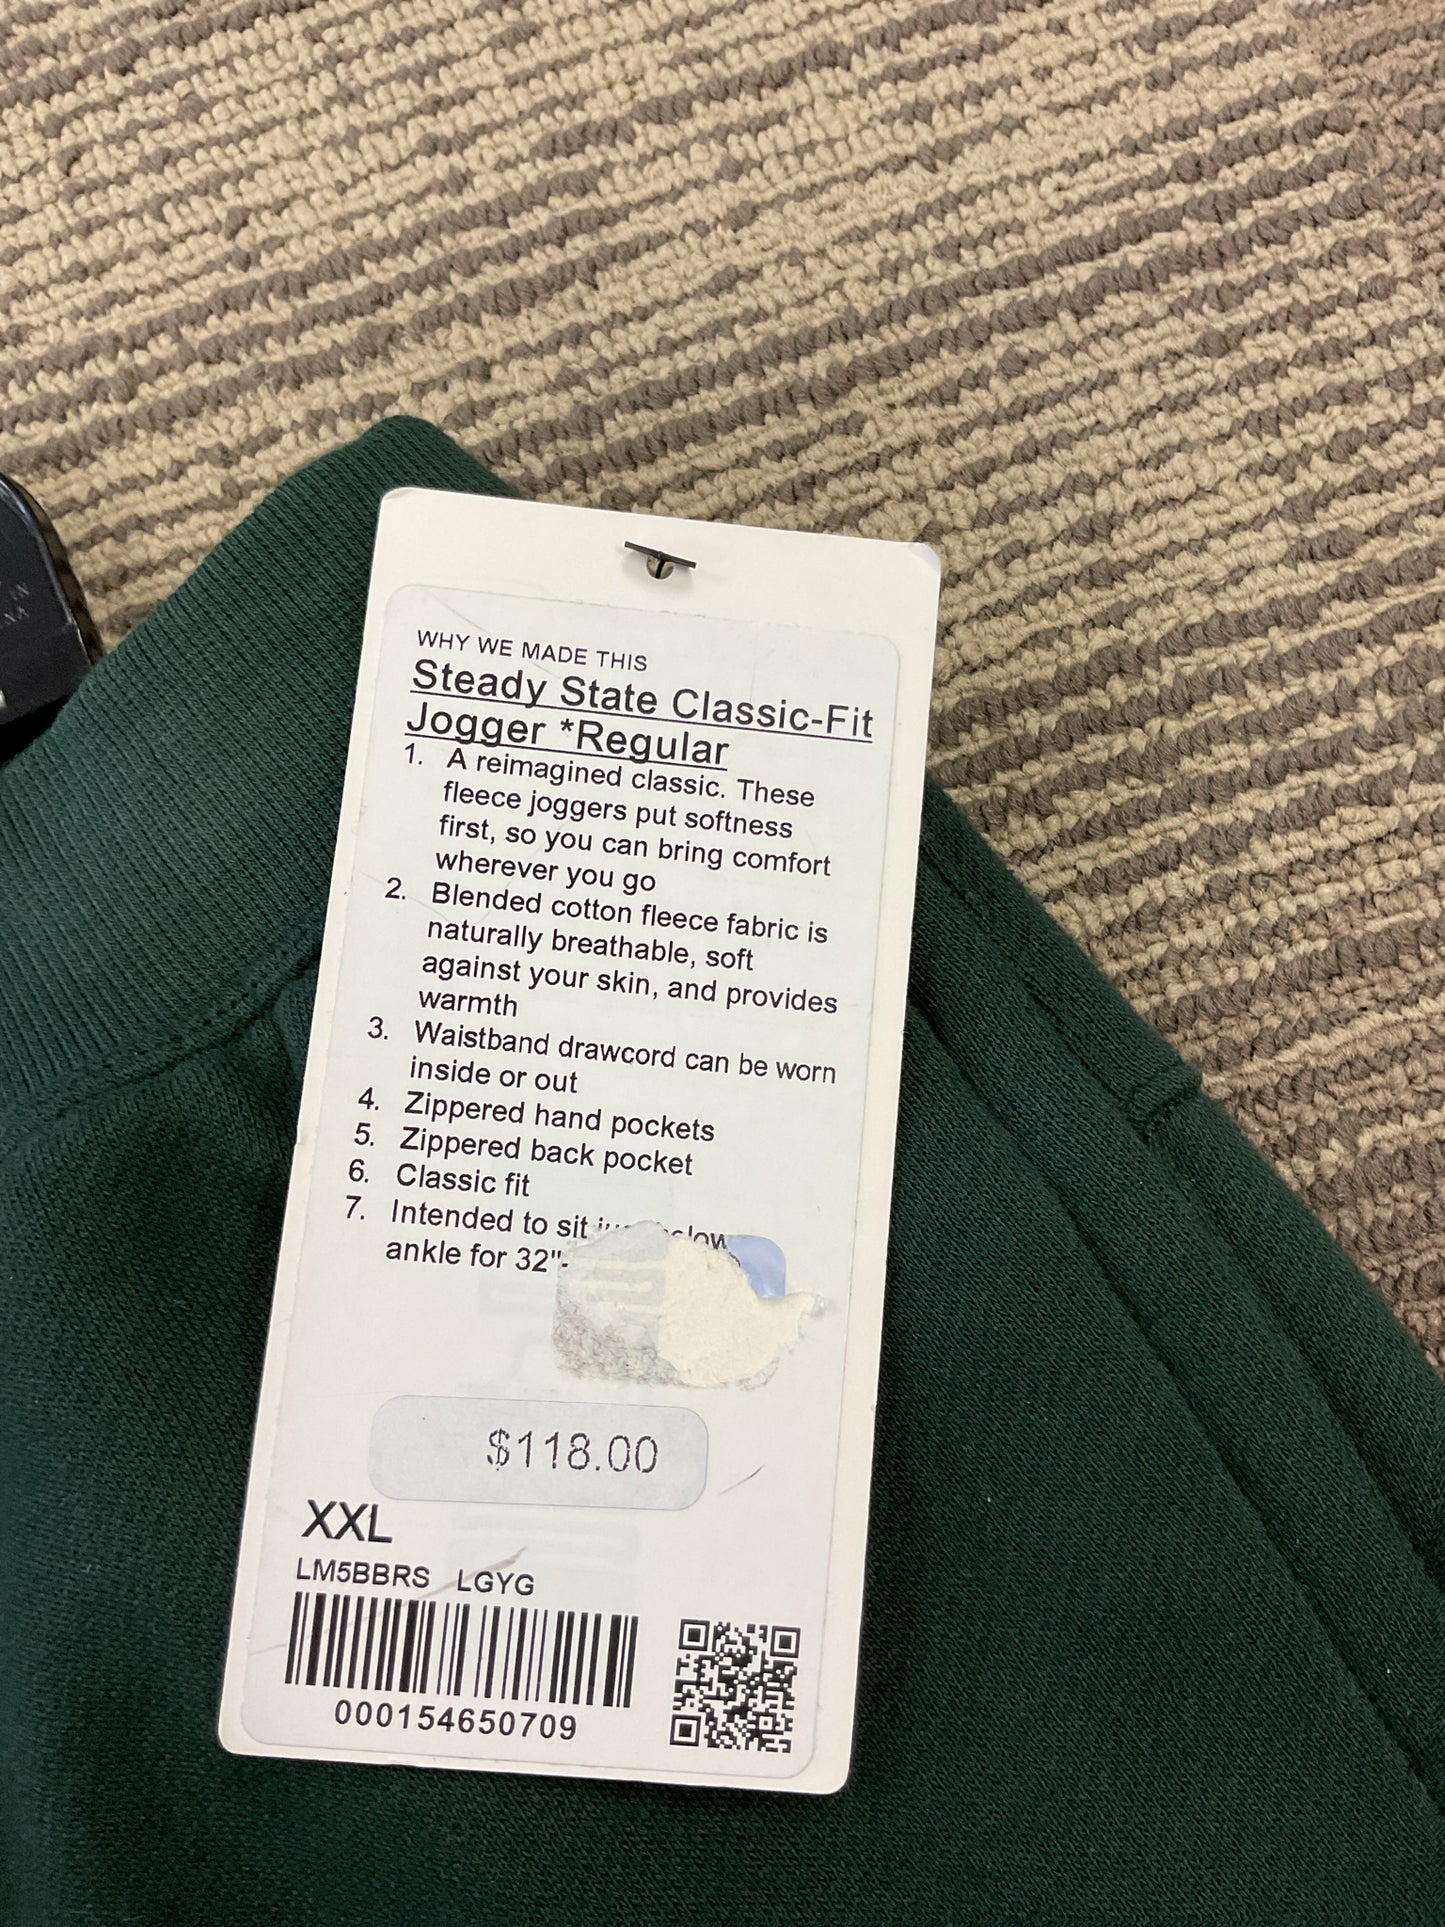 WHY WE MADE THIS
Steady State Classic-Fit
Jogger *Regular
1. A reimagined classic. These
fleece joggers put softness
first, so you can bring comfort
wherever you go
2. Blended cotton fleece fabric is
naturally breathable, soft
against your skin, and provides
warmth
3. Waistband drawcord can be worn
inside or out
4. Zippered hand pockets
5. Zippered back pocket
6. Classic fit
7. Intended to sit
ankle for 32"-
$118.00
XXL
LM5BBRS LGYG
000154650709